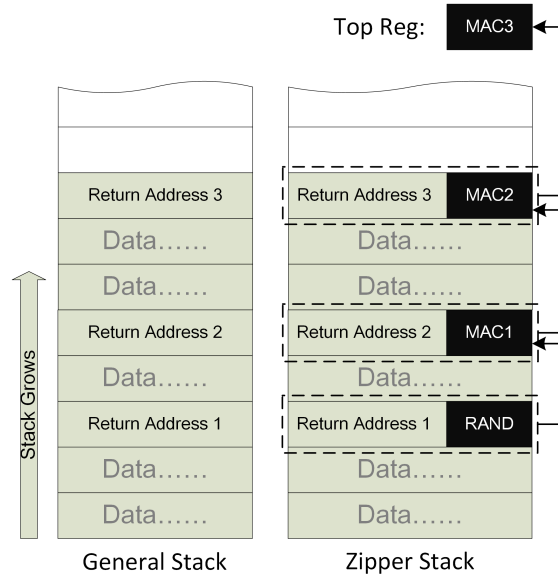 Top Reg: MAC3
Return Address 3 Return Address 3 MAC2
Data...... Data......
Data...... Data......
Return Address 2 Return Address 2 MAC1
Data...... Data......
Return Address 1 Return Address 1 RAND
Data...... Data......
Data...... Data......
Stack Grows
General Stack Zipper Stack